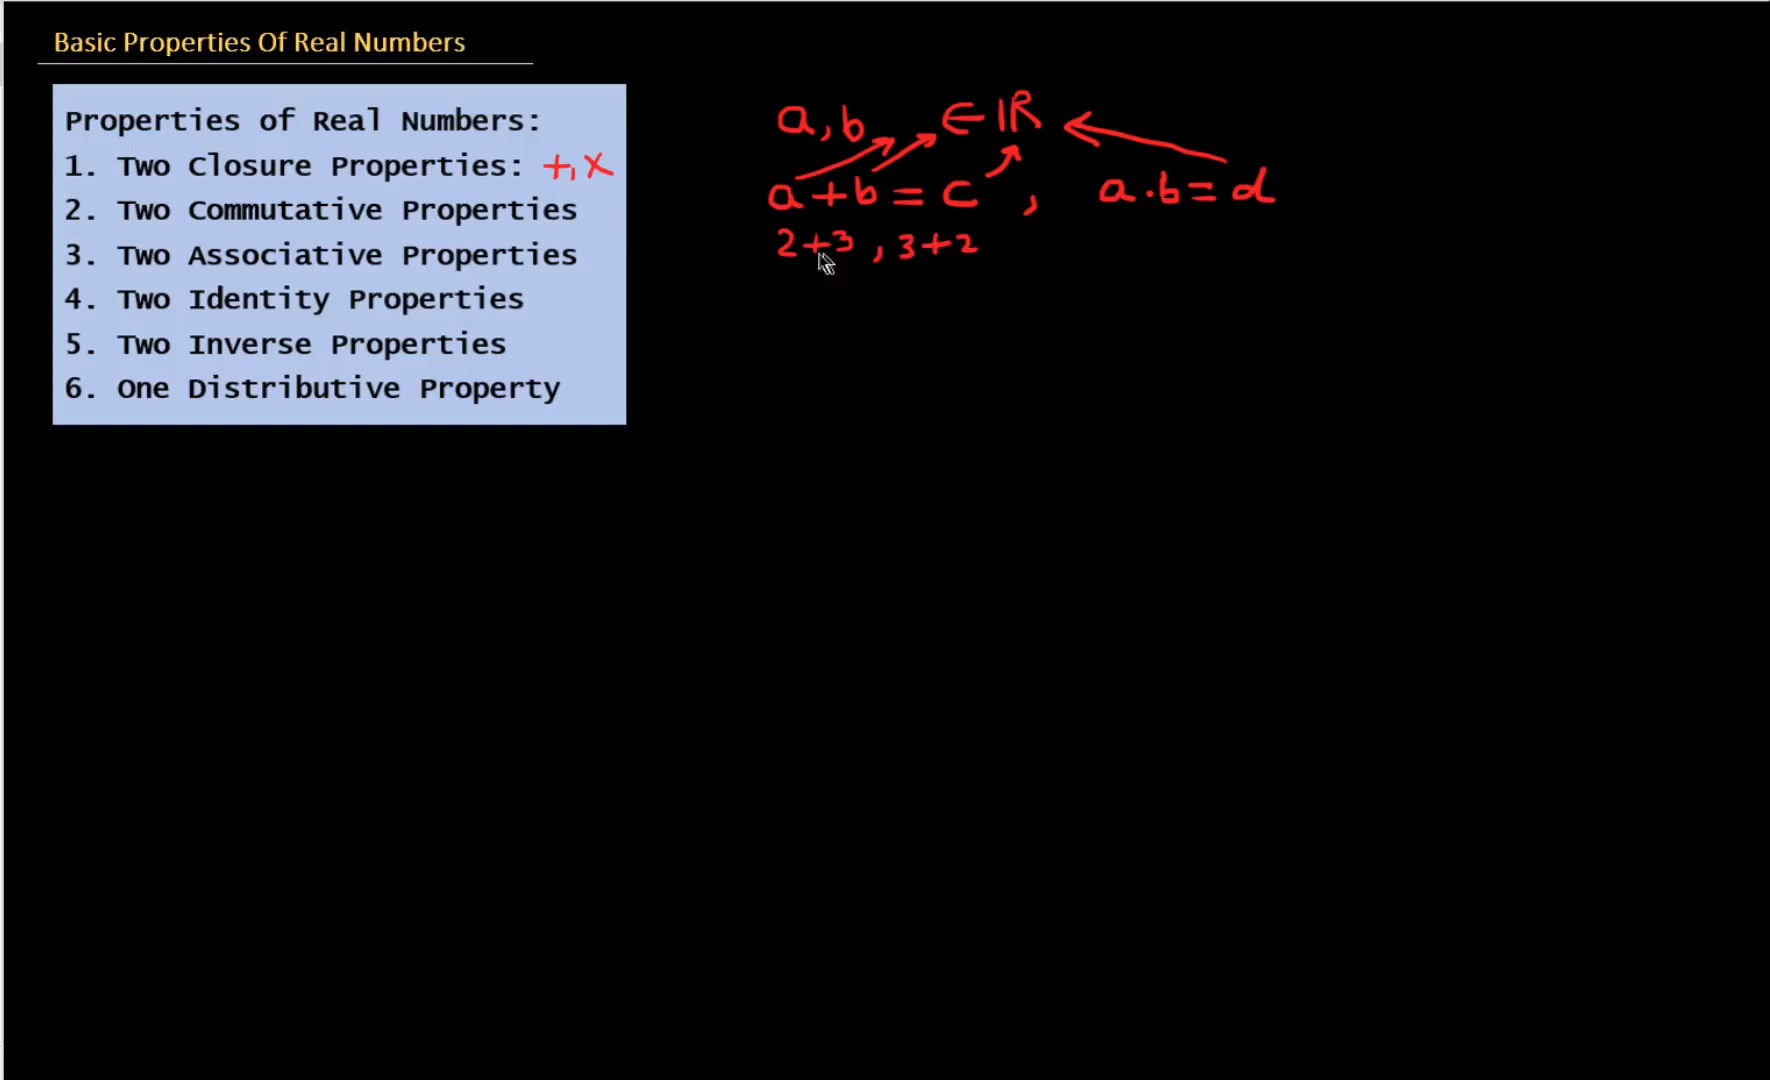 Basic Properties Of Real Numbers
Properties of Real Numbers:
1. Two Closure Properties: +, ×
2. Two Commutative Properties
3. Two Associative Properties
4. Two Identity Properties
5. Two Inverse Properties
6. One Distributive Property
a, b ∈ ℝ
a + b = c , a · b = d
2+3 , 3+2